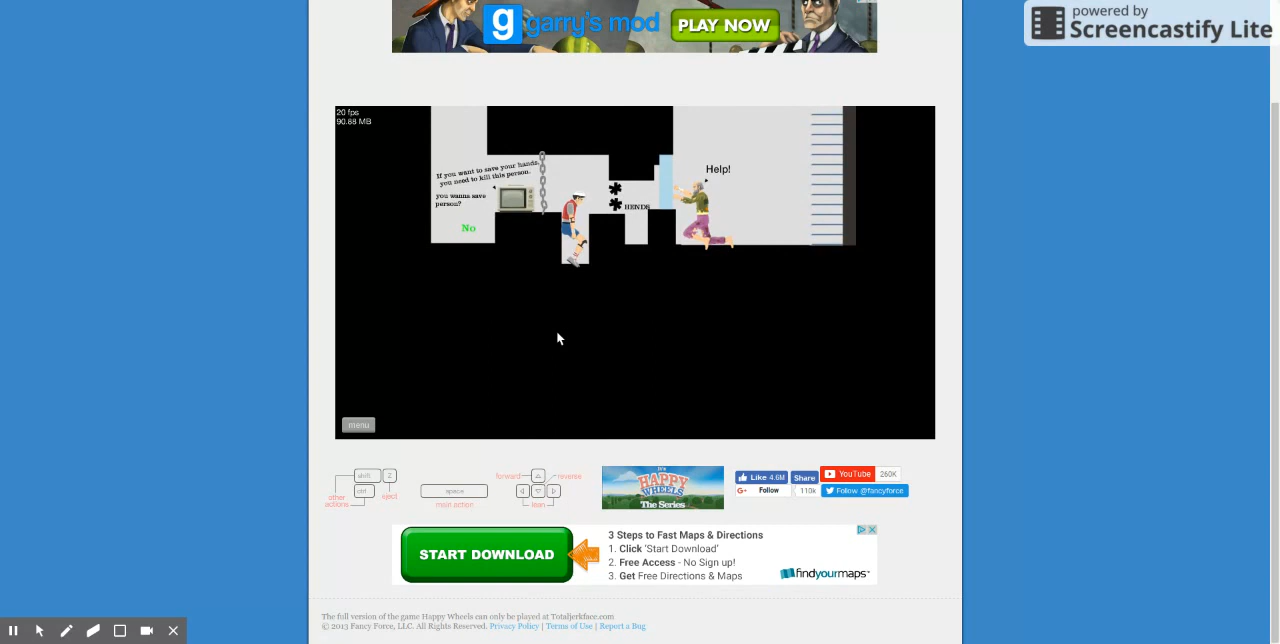 powered by
Screencastify Lite
g garry's mod PLAY NOW
20 fps
90.88 MB
If you want to save your hands,
you need to kill this person.
you wanna save
person?
No
HENDS
Help!
menu
shift Z
ctrl
other
actions
eject
space
main action
forward reverse
lean
It's
HAPPY
WHEELS
The Series
Like 4.6M Share YouTube 260K
G+ Follow 110k Follow @fancyforce
START DOWNLOAD
3 Steps to Fast Maps & Directions
1. Click 'Start Download'
2. Free Access - No Sign up!
3. Get Free Directions & Maps
findyourmaps™
The full version of the game Happy Wheels can only be played at Totaljerkface.com
© 2013 Fancy Force, LLC. All Rights Reserved. Privacy Policy | Terms of Use | Report a Bug